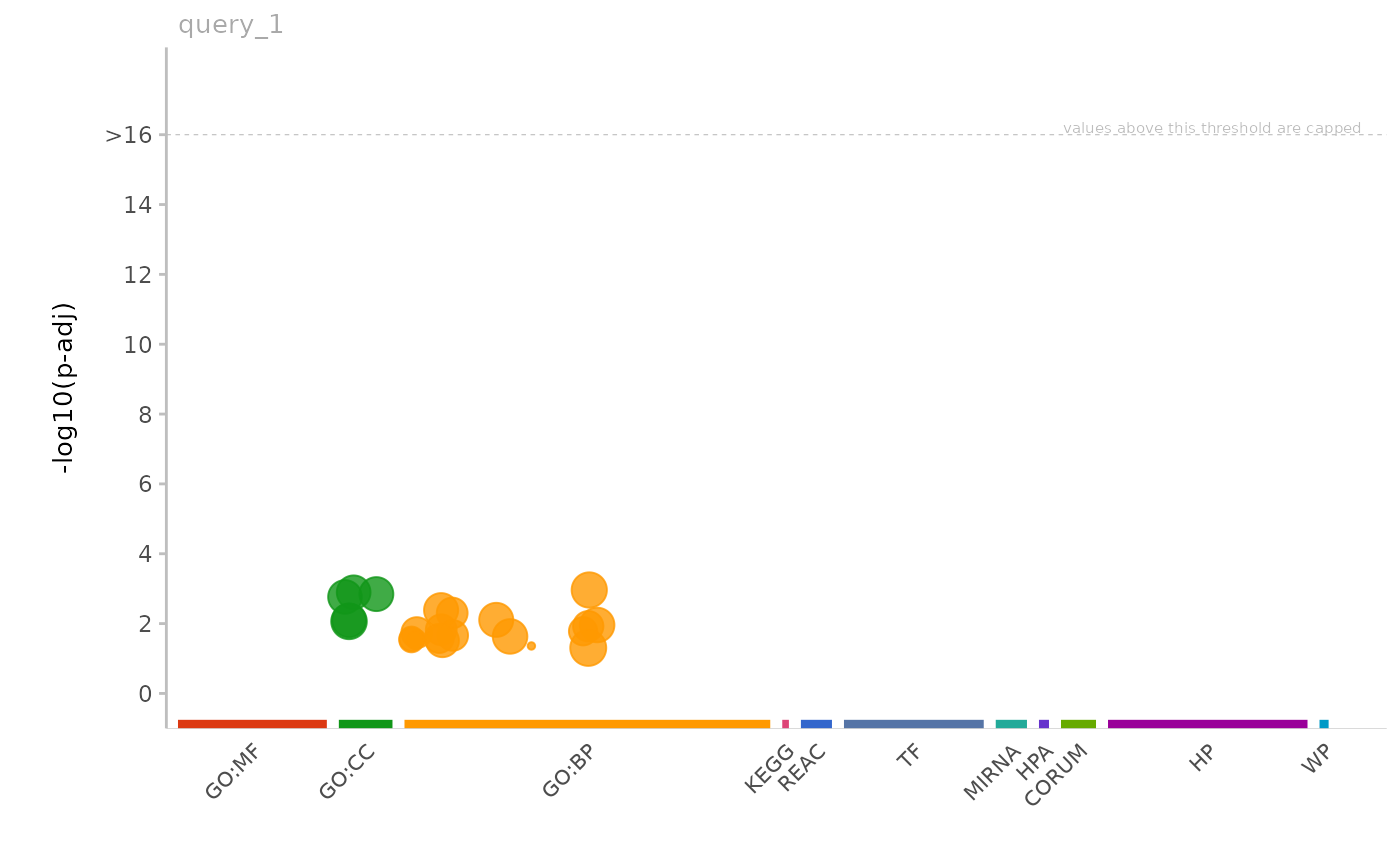 query_1
values above this threshold are capped
>16
14
12
10
8
6
4
2
0
-log10(p-adj)
GO:MF
GO:CC
GO:BP
KEGG
REAC
TF
MIRNA
HPA
CORUM
HP
WP